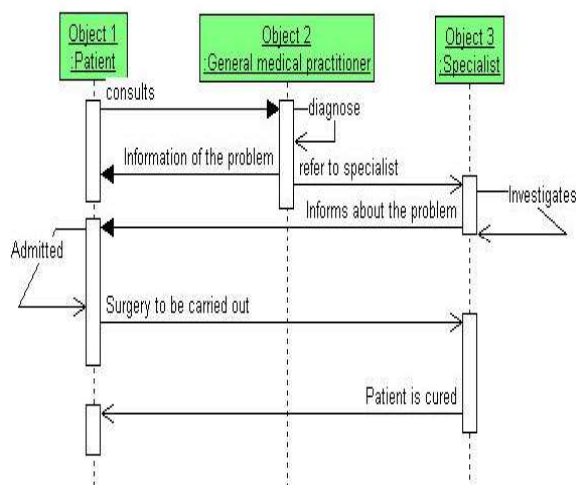 Object 1
:Patient
Object 2
:General medical practitioner
Object 3
:Specialist
consults
diagnose
Information of the problem
refer to specialist
Investigates
Informs about the problem
Admitted
Surgery to be carried out
Patient is cured